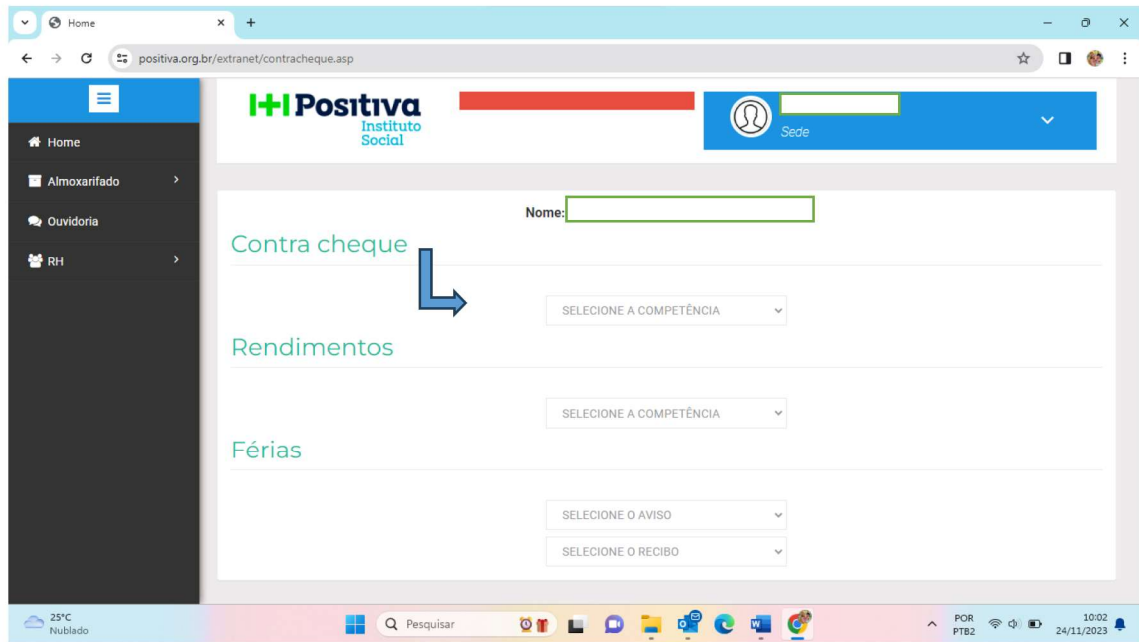 Home
positiva.org.br/extranet/contracheque.asp
Positiva
Instituto
Social
Sede
Home
Almoxarifado
Ouvidoria
RH
Nome:
Contra cheque
SELECIONE A COMPETÊNCIA
Rendimentos
SELECIONE A COMPETÊNCIA
Férias
SELECIONE O AVISO
SELECIONE O RECIBO
25°C
Nublado
Pesquisar
POR
PTB2
10:02
24/11/2023